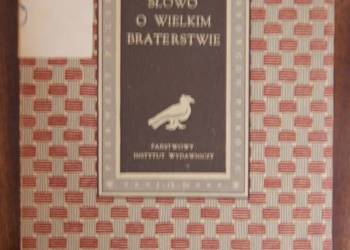 SŁOWO
O WIELKIM
BRATERSTWIE
PAŃSTWOWY
INSTYTUT WYDAWNICZY